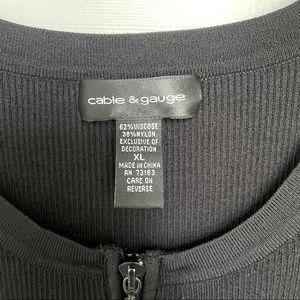 cable & gauge
62%VISCOSE
38%NYLON
EXCLUSIVE OF
DECORATION
XL
MADE IN CHINA
RN 73163
CARE ON
REVERSE